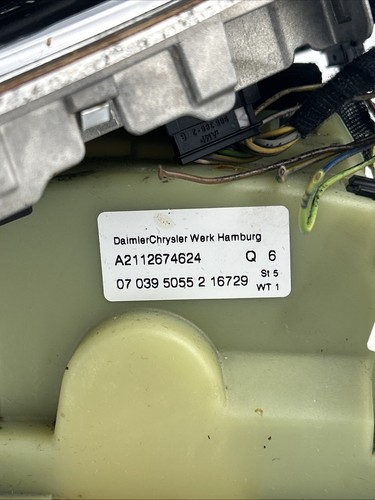 DaimlerChrysler Werk Hamburg
A2112674624 Q 6
St 5
07 039 5055 2 16729
WT 1